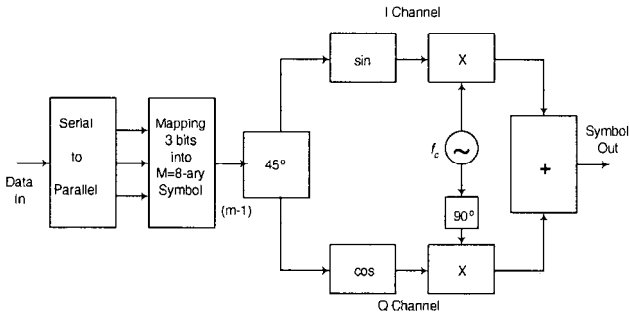 I Channel
sin
X
Serial
to
Parallel
Mapping
3 bits
into
M=8-ary
Symbol
(m-1)
45°
fc
~
90°
+
Symbol
Out
Data
In
cos
X
Q Channel